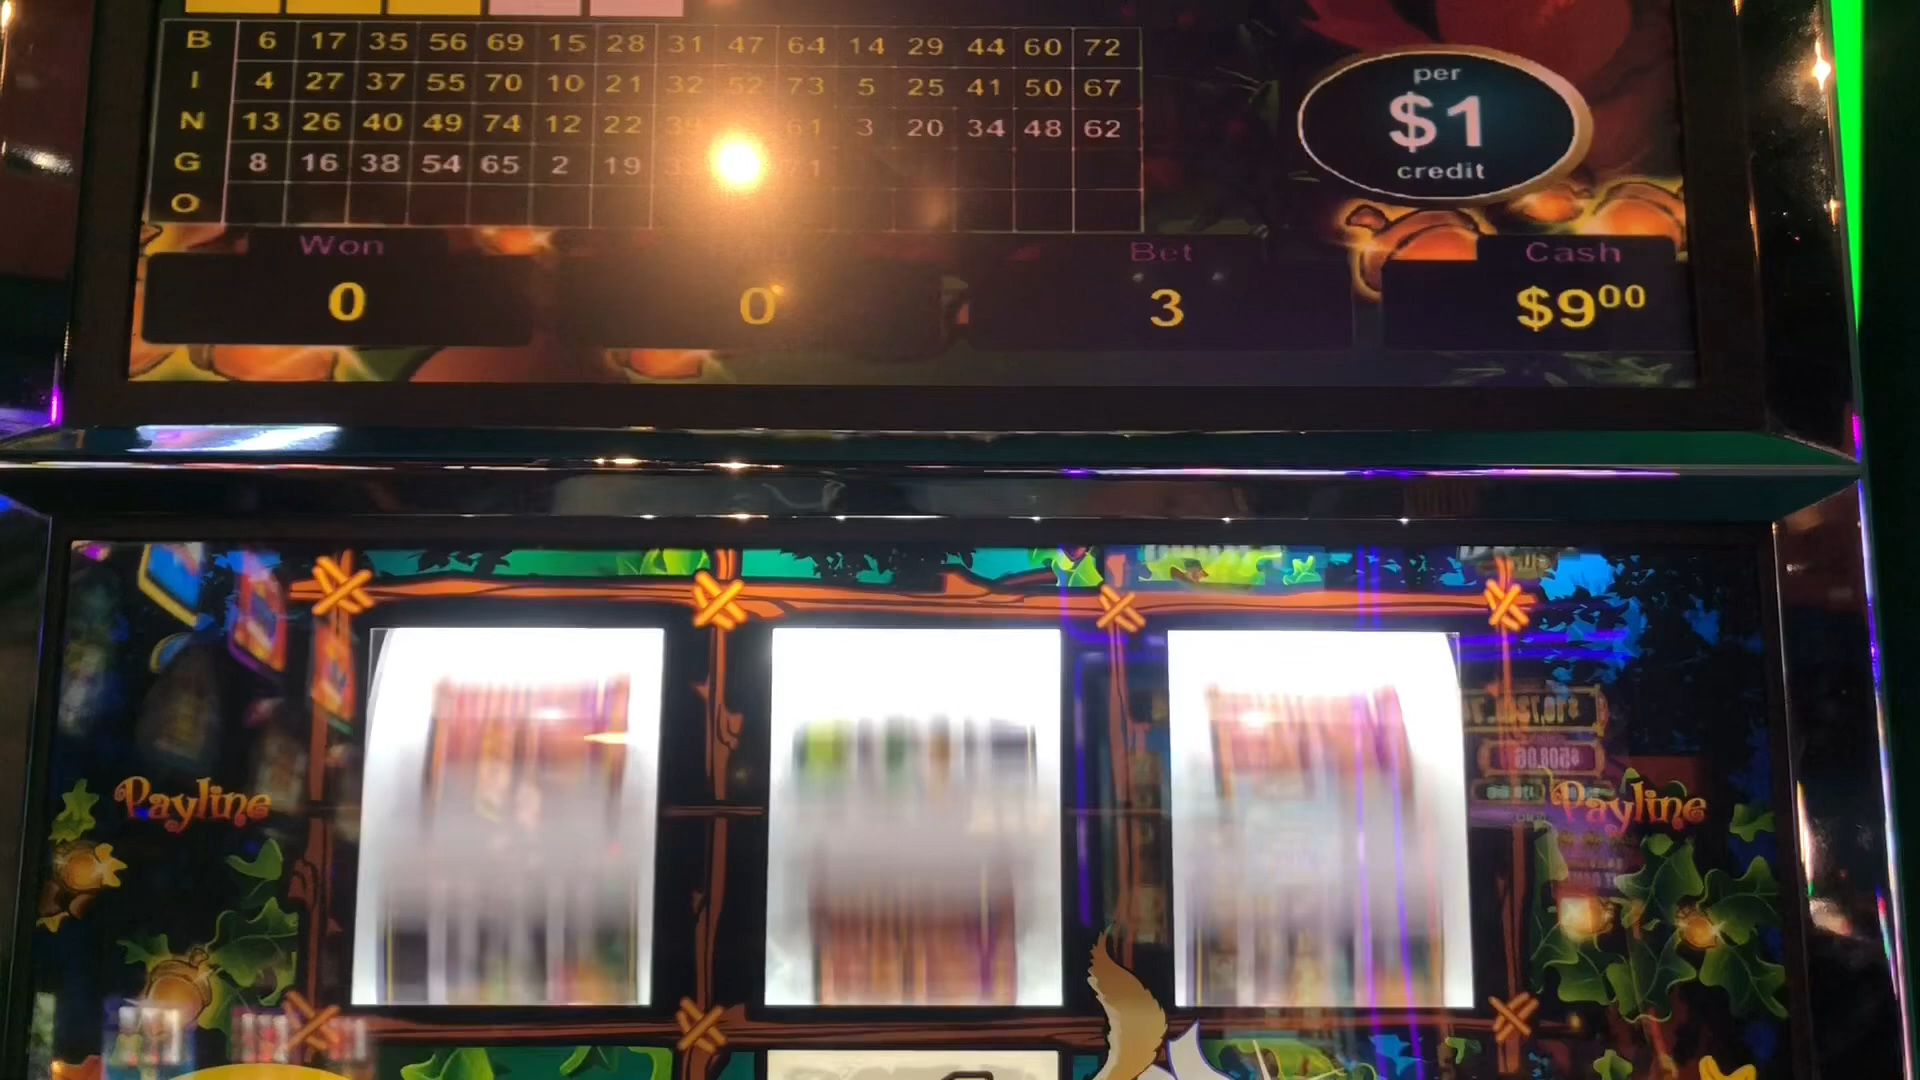 B 6 17 35 56 69 15 28 31 47 64 14 29 44 60 72
I 4 27 37 55 70 10 21 32 52 73 5 25 41 50 67
N 13 26 40 49 74 12 22 39 61 3 20 34 48 62
G 8 16 38 54 65 2 19 71
O
per
$1
credit
Won Bet Cash
0 0 3 $9⁰⁰
Payline Payline